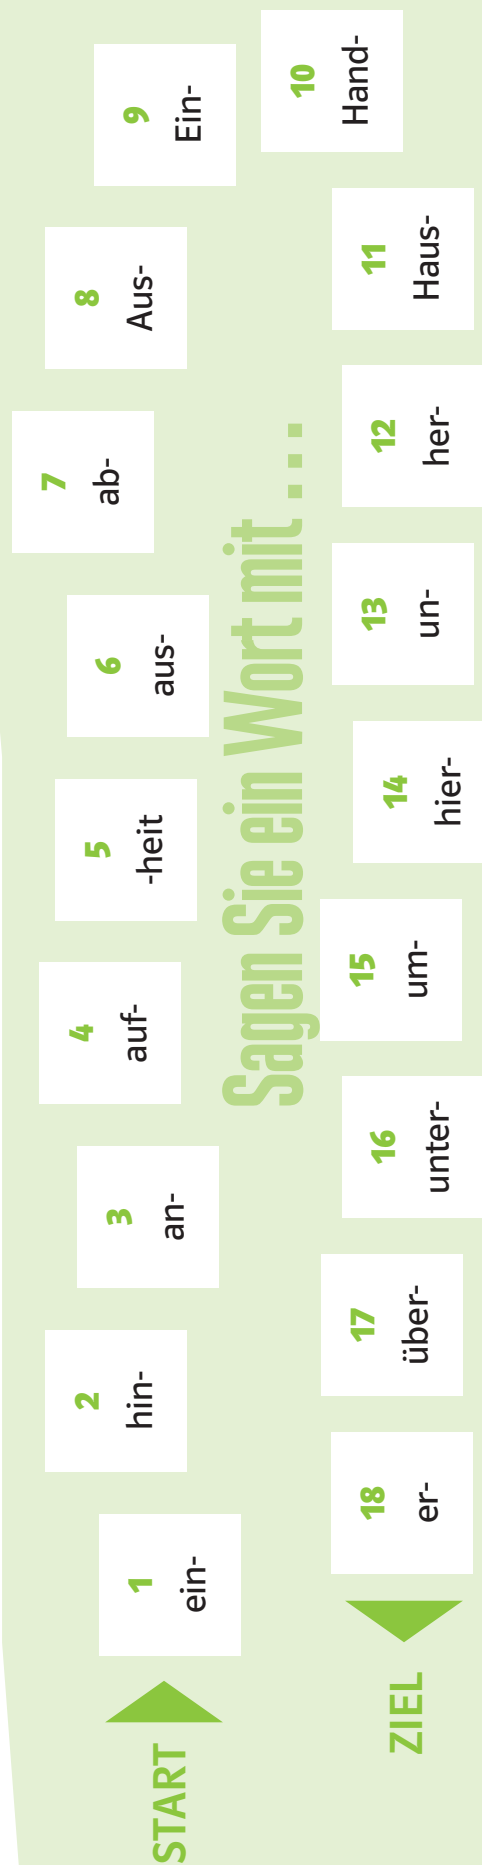 START
1
ein-
2
hin-
3
an-
4
auf-
5
-heit
6
aus-
7
ab-
8
Aus-
9
Ein-
10
Hand-
Sagen Sie ein Wort mit ...
11
Haus-
12
her-
13
un-
14
hier-
15
um-
16
unter-
17
über-
18
er-
ZIEL